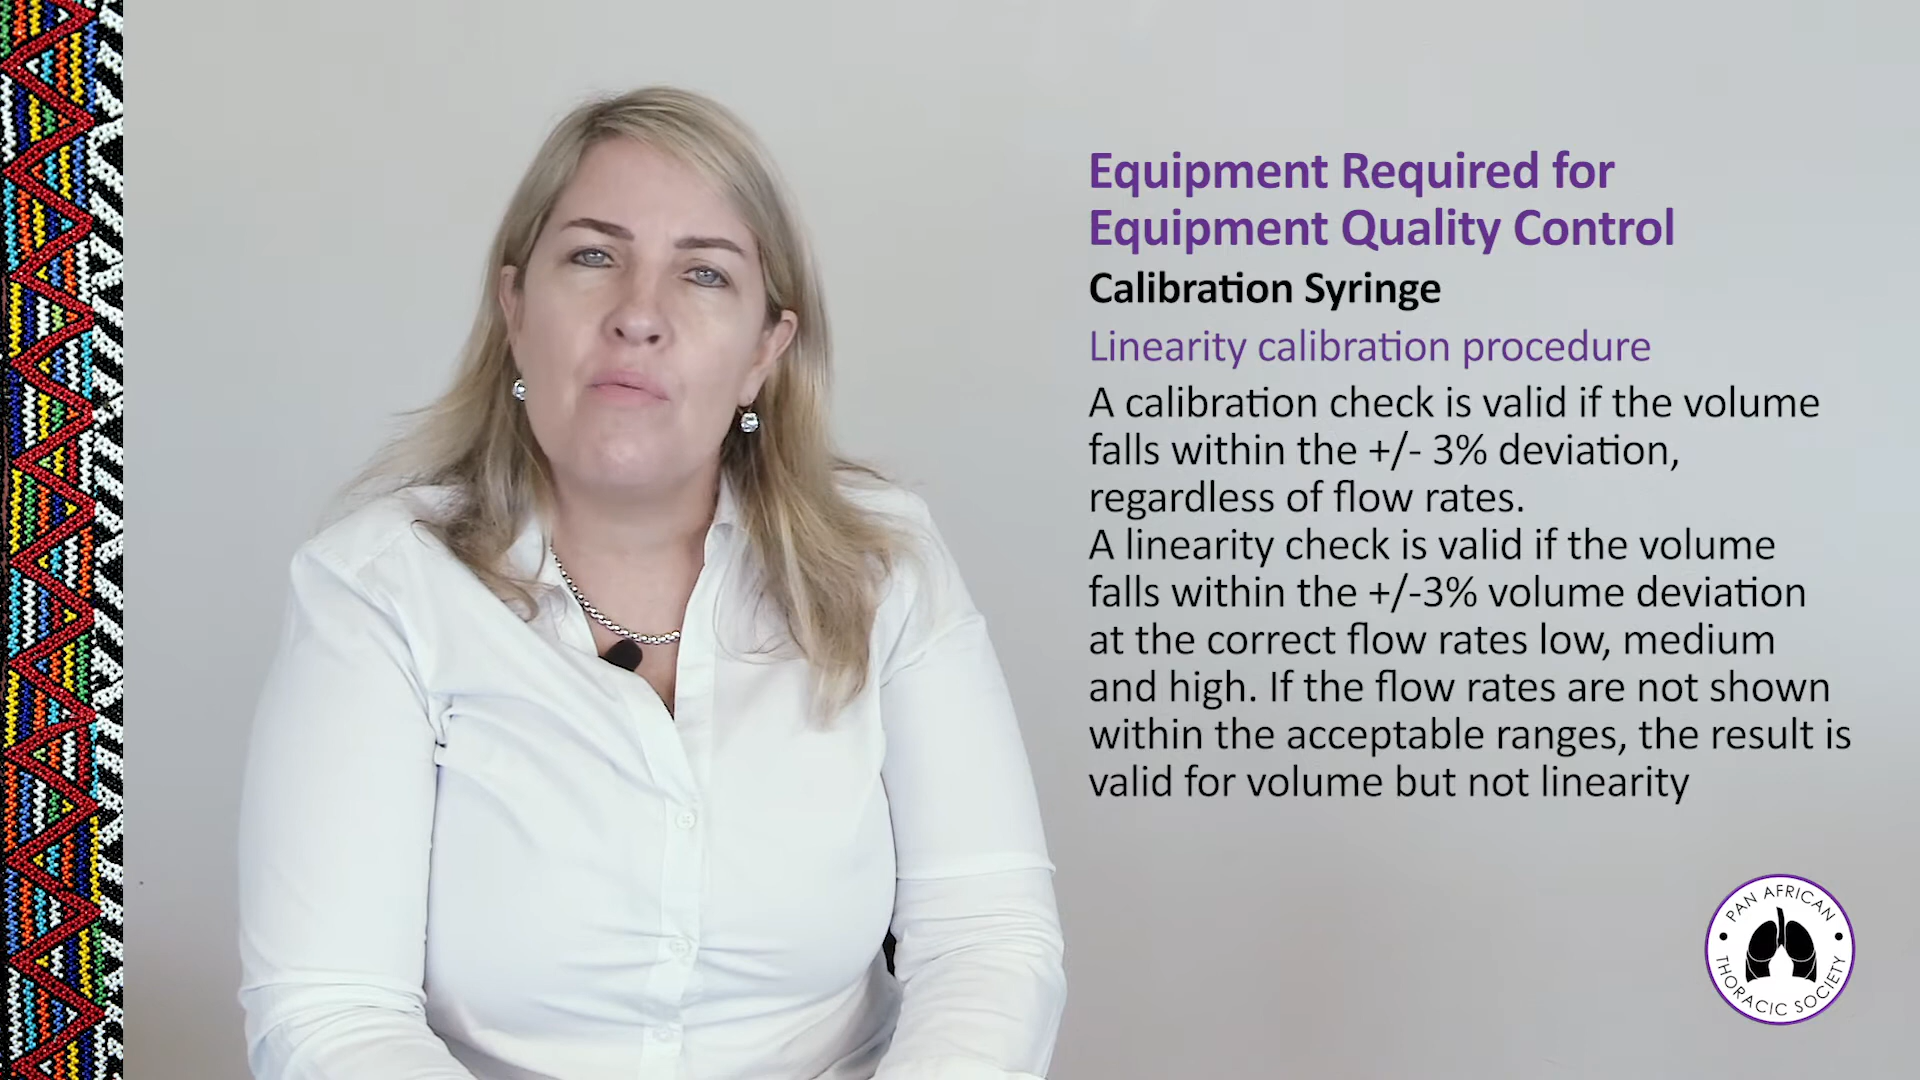 Equipment Required for
Equipment Quality Control
Calibration Syringe
Linearity calibration procedure
A calibration check is valid if the volume
falls within the +/- 3% deviation,
regardless of flow rates.
A linearity check is valid if the volume
falls within the +/-3% volume deviation
at the correct flow rates low, medium
and high. If the flow rates are not shown
within the acceptable ranges, the result is
valid for volume but not linearity
PAN AFRICAN
THORACIC SOCIETY